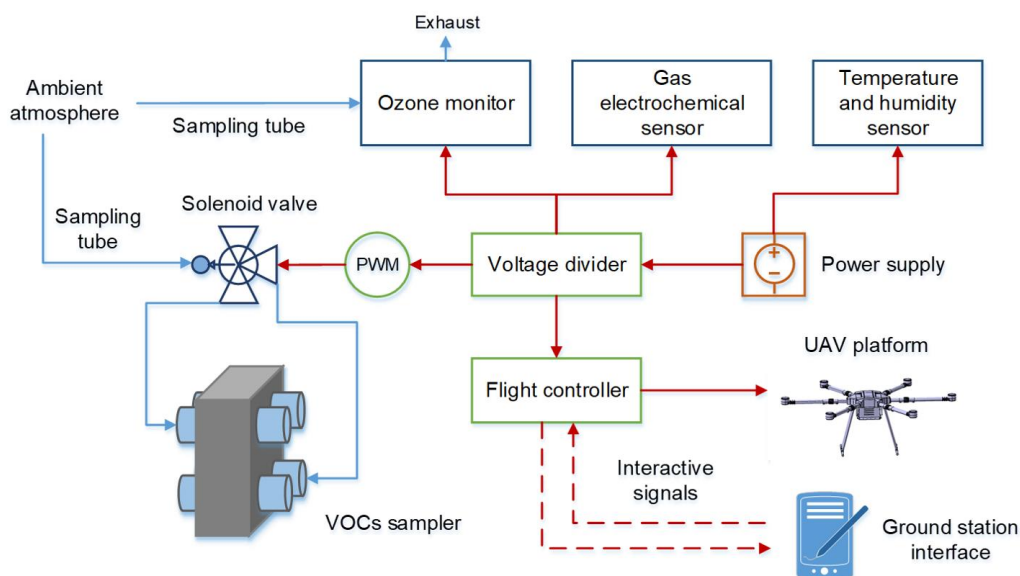 Exhaust
Ambient
atmosphere
Sampling tube
Ozone monitor
Gas
electrochemical
sensor
Temperature
and humidity
sensor
Sampling
tube
Solenoid valve
PWM
Voltage divider
+
−
Power supply
UAV platform
Flight controller
Interactive
signals
VOCs sampler
Ground station
interface